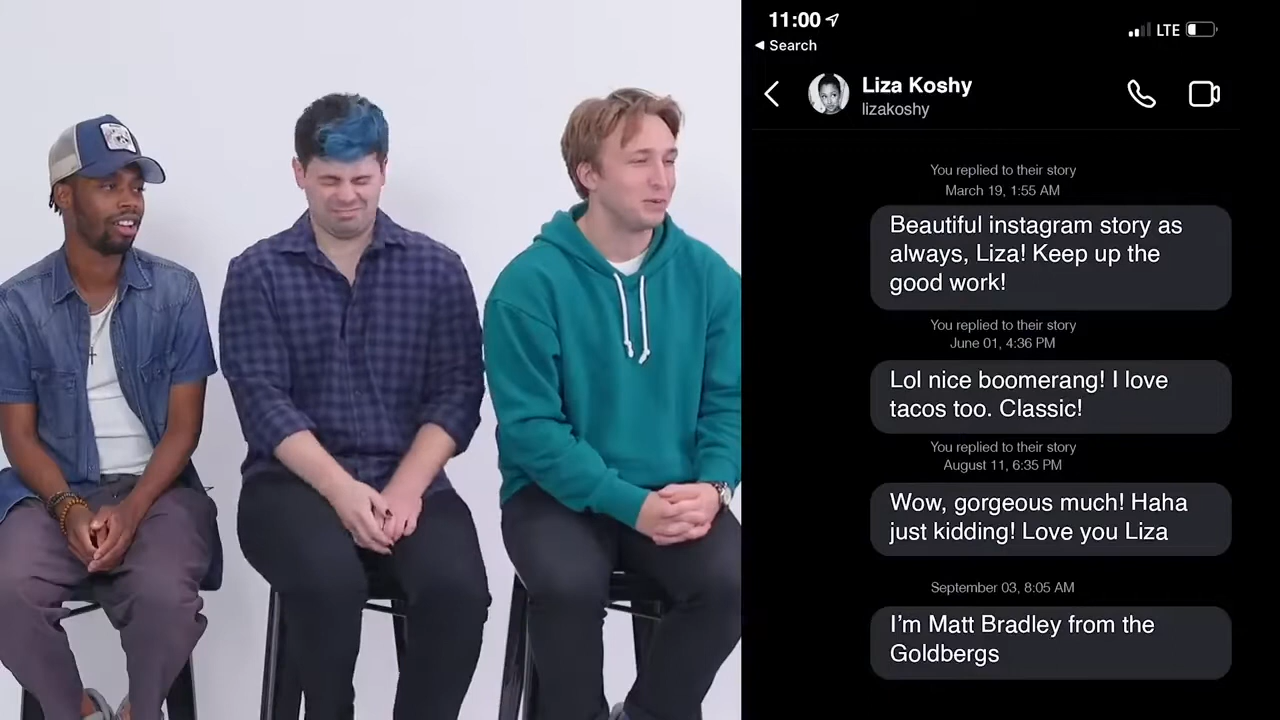 11:00
LTE
Search
Liza Koshy
lizakoshy
You replied to their story
March 19, 1:55 AM
Beautiful instagram story as
always, Liza! Keep up the
good work!
You replied to their story
June 01, 4:36 PM
Lol nice boomerang! I love
tacos too. Classic!
You replied to their story
August 11, 6:35 PM
Wow, gorgeous much! Haha
just kidding! Love you Liza
September 03, 8:05 AM
I'm Matt Bradley from the
Goldbergs